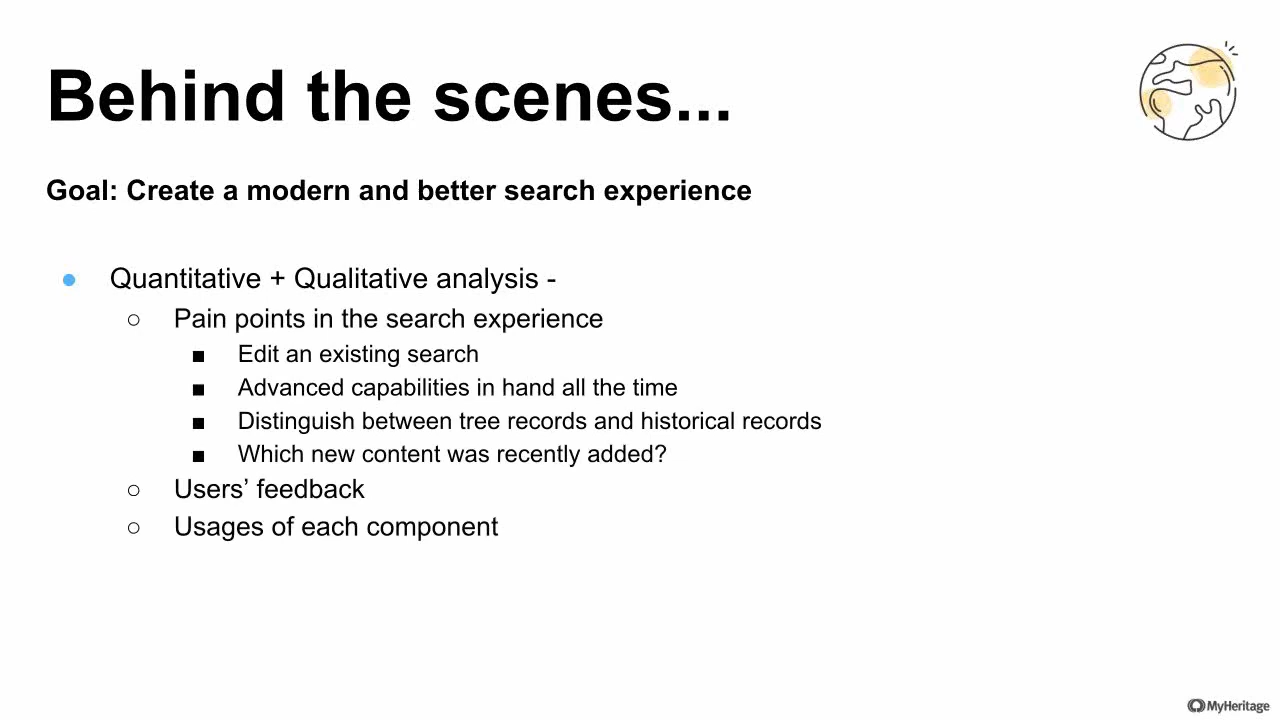 Behind the scenes...
Goal: Create a modern and better search experience
● Quantitative + Qualitative analysis -
○ Pain points in the search experience
■ Edit an existing search
■ Advanced capabilities in hand all the time
■ Distinguish between tree records and historical records
■ Which new content was recently added?
○ Users’ feedback
○ Usages of each component
MyHeritage